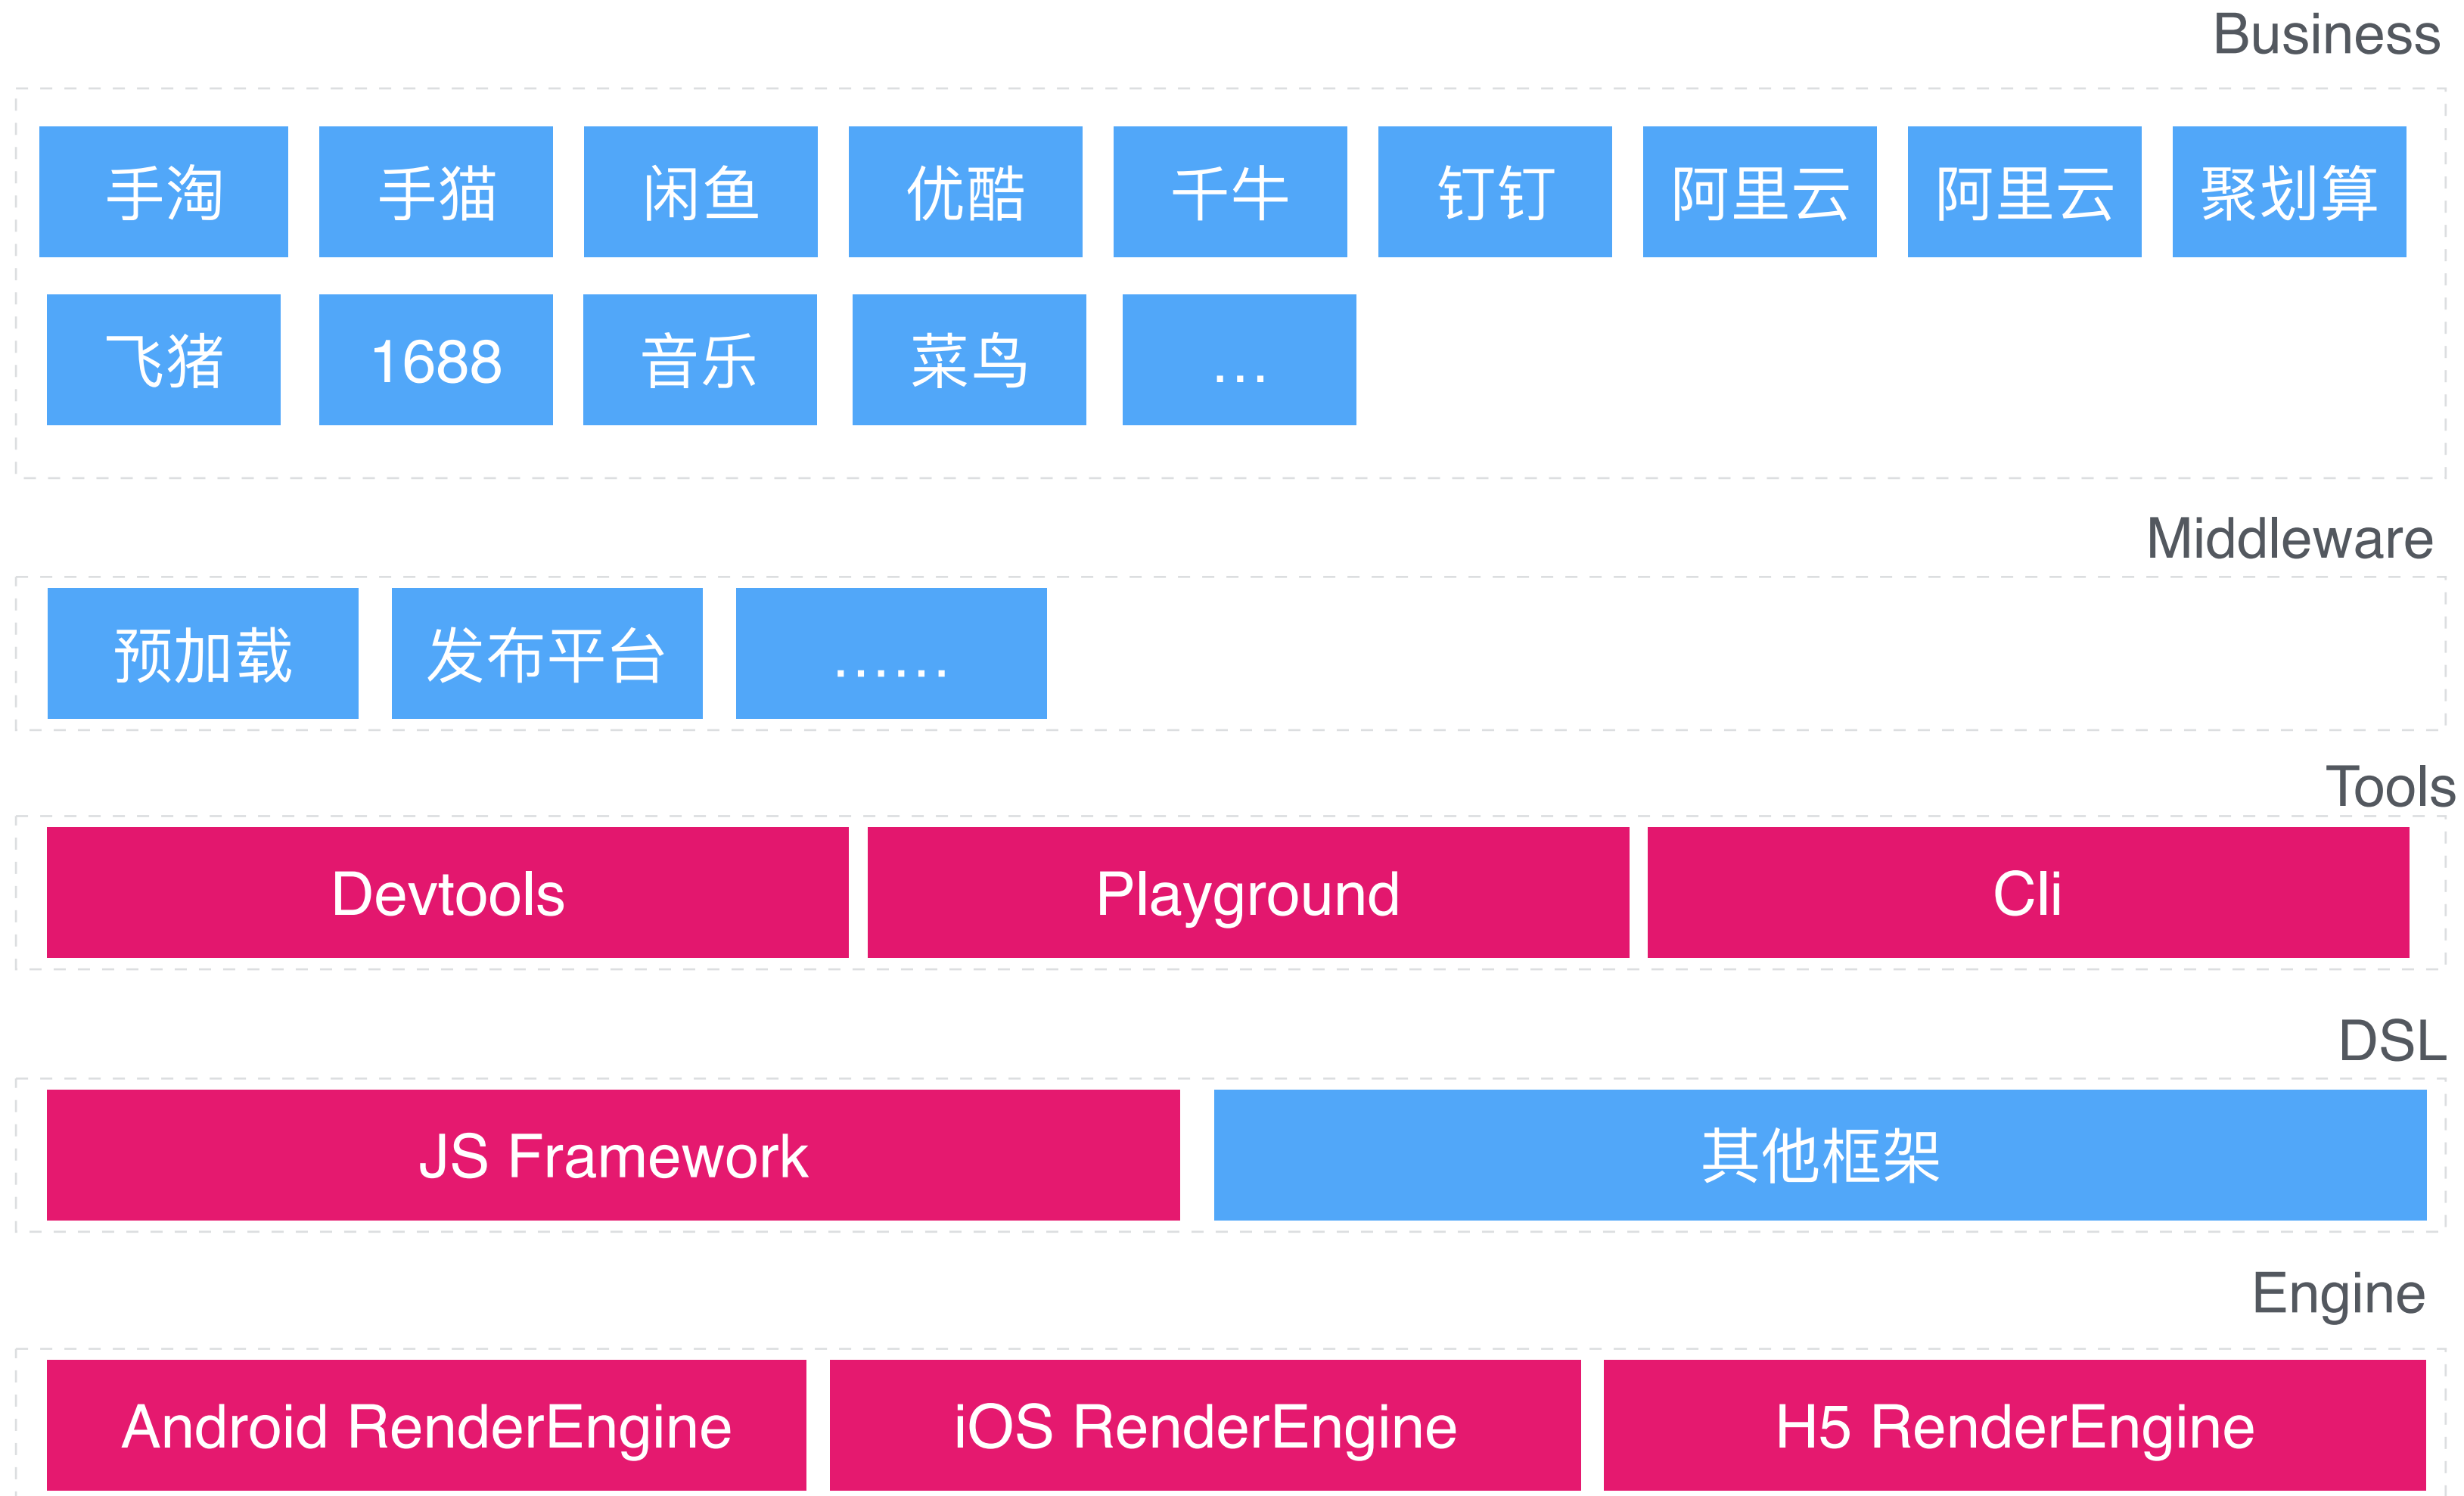 Business
手淘 手猫 闲鱼 优酷 千牛 钉钉 阿里云 阿里云 聚划算
飞猪 1688 音乐 菜鸟 ...
Middleware
预加载 发布平台 ......
Tools
Devtools Playground Cli
DSL
JS Framework 其他框架
Engine
Android RenderEngine iOS RenderEngine H5 RenderEngine